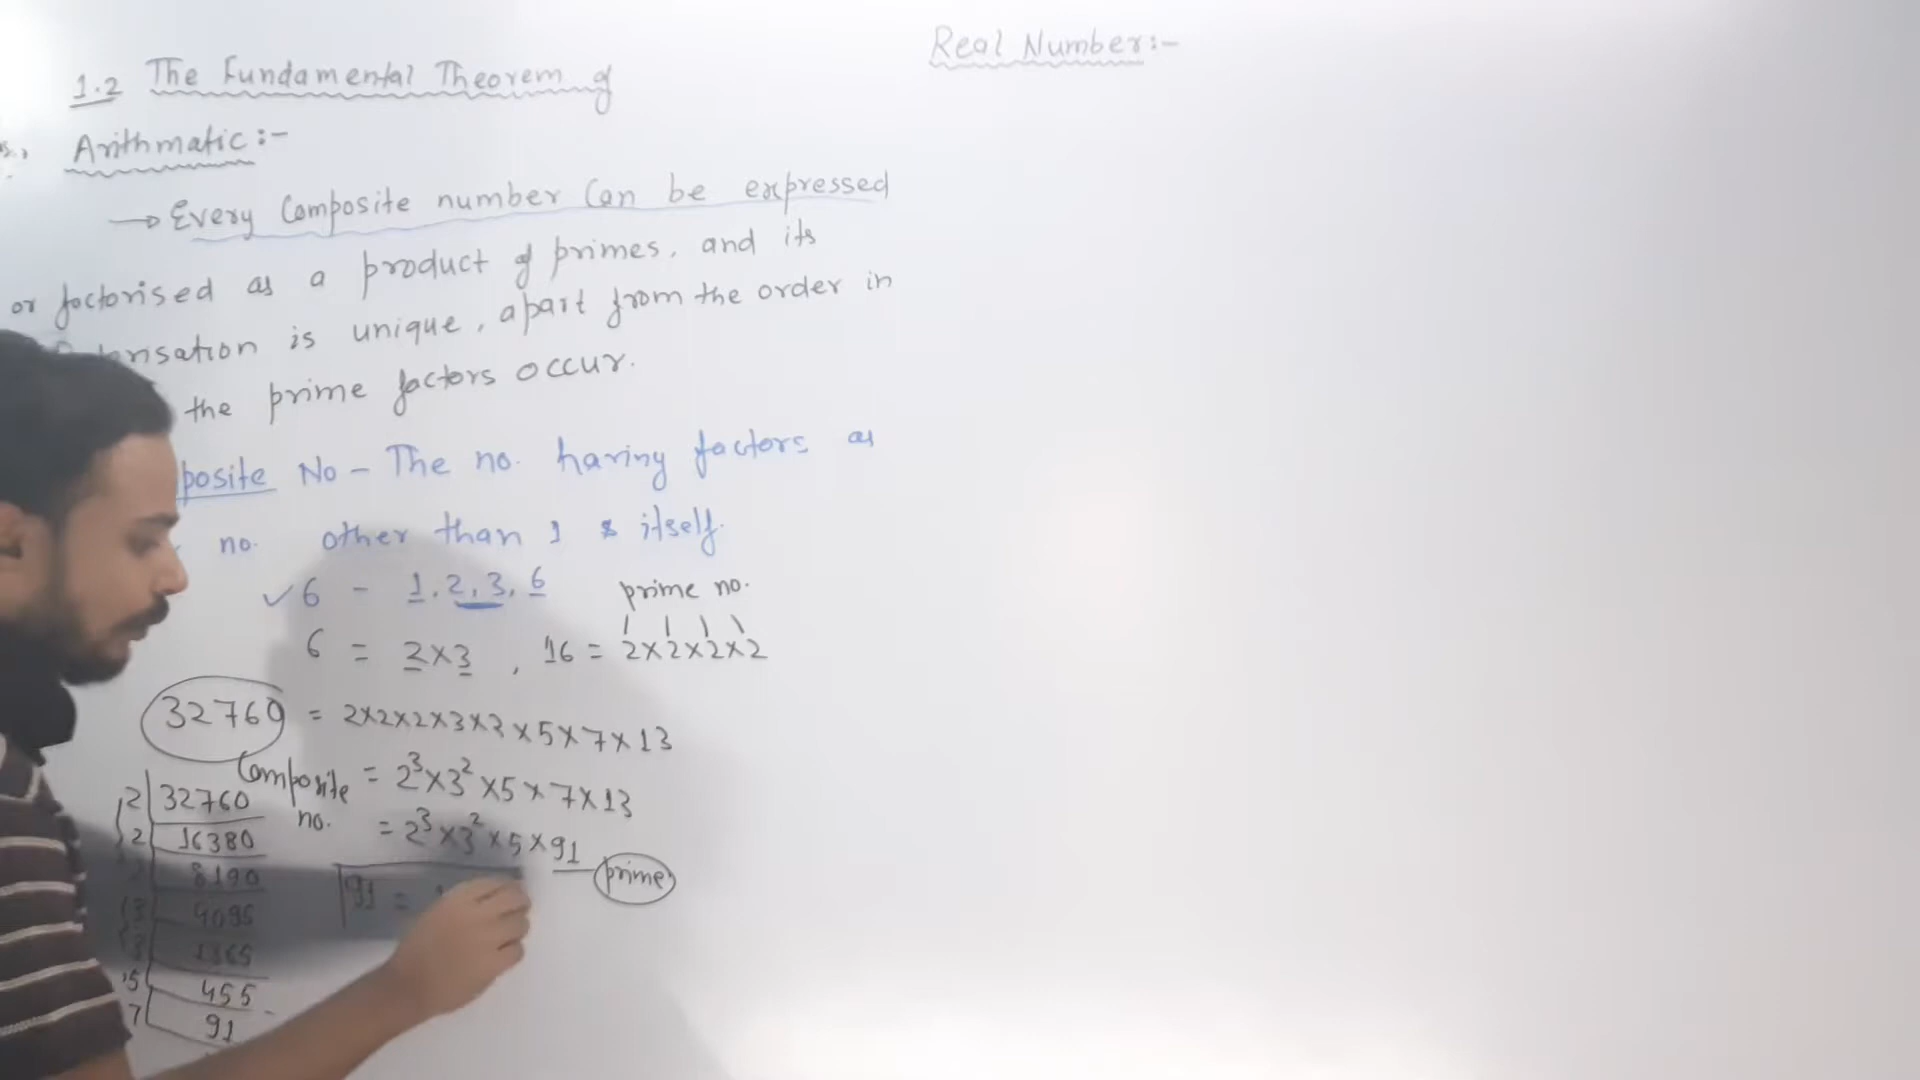 Real Number:-
1.2 The Fundamental Theorem of
Arithmatic:-
→ Every Composite number Can be expressed
or factorised as a product of primes, and its
is unique, apart from the order in
the prime factors occur.
posite No - The no. having factors as
no. other than 1 & itself.
✓6 - 1, 2, 3, 6 prime no.
6 = 2×3 , 16 = 2×2×2×2
32760 = 2×2×2×3×3×5×7×13
Composite no. = 2³×3²×5×7×13
= 2³×3²×5×91 prime
91 =
2 32760
2 16380
2 8190
3 4095
3 1365
5 455
7 91